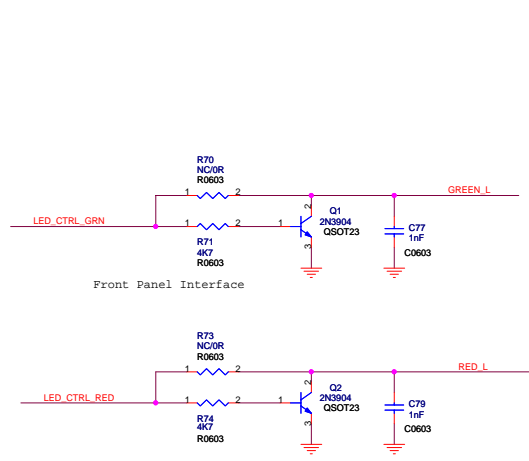 R70
NC/0R
R0603
1
2
GREEN_L
2
Q1
2N3904
QSOT23
LED_CTRL_GRN
1
2
1
C77
1nF
R71
4K7
R0603
3
C0603
Front Panel Interface
R73
NC/0R
R0603
1
2
RED_L
2
Q2
2N3904
QSOT23
LED_CTRL_RED
1
2
1
C79
1nF
R74
4K7
R0603
3
C0603